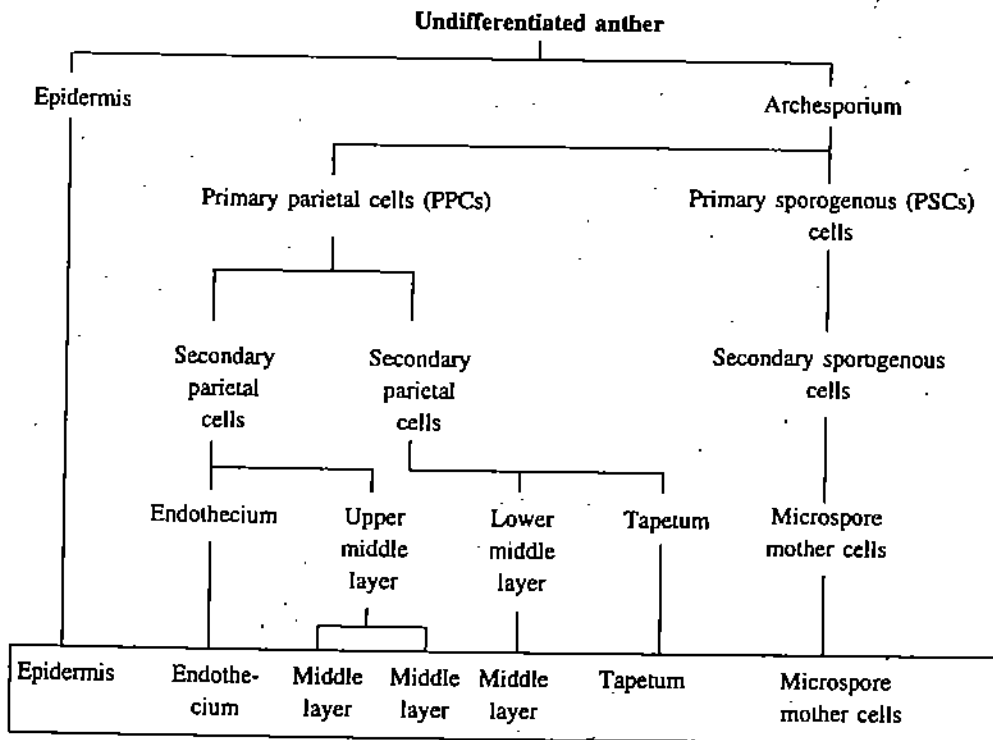 Undifferentiated anther
Epidermis
Archesporium
Primary parietal cells (PPCs)
Primary sporogenous (PSCs)
cells
Secondary
parietal
cells
Secondary
parietal
cells
Secondary sporogenous
cells
Endothecium
Upper
middle
layer
Lower
middle
layer
Tapetum
Microspore
mother cells
Epidermis
Endothe-
cium
Middle
layer
Middle
layer
Middle
layer
Tapetum
Microspore
mother cells